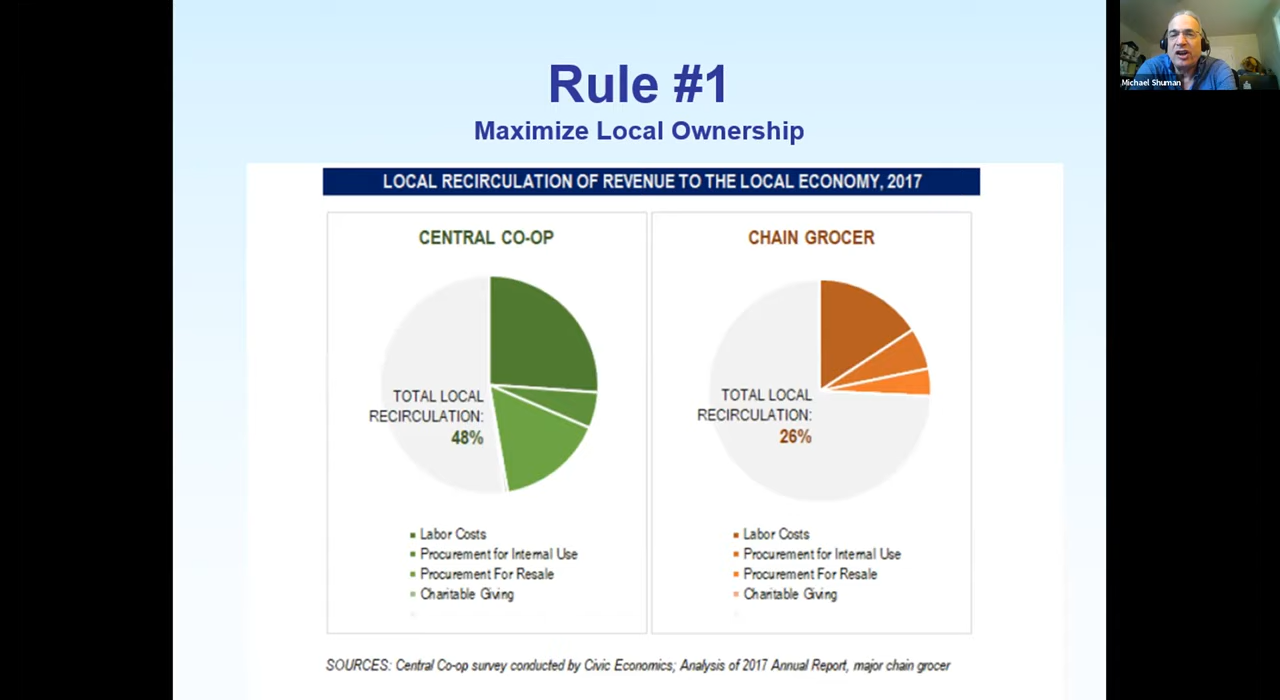 Rule #1
Maximize Local Ownership
LOCAL RECIRCULATION OF REVENUE TO THE LOCAL ECONOMY, 2017
CENTRAL CO-OP
TOTAL LOCAL
RECIRCULATION:
48%
Labor Costs
Procurement for Internal Use
Procurement For Resale
Charitable Giving
CHAIN GROCER
TOTAL LOCAL
RECIRCULATION:
26%
Labor Costs
Procurement for Internal Use
Procurement For Resale
Charitable Giving
SOURCES: Central Co-op survey conducted by Civic Economics; Analysis of 2017 Annual Report, major chain grocer
Michael Shuman